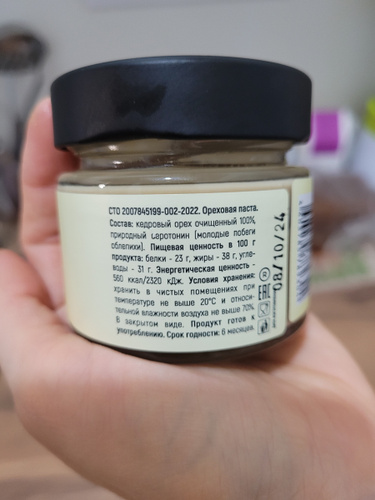 СТО 2007845199-002-2022. Ореховая паста.
Состав: кедровый орех очищенный 100%,
природный серотонин (молодые побеги
облепихи). Пищевая ценность в 100 г
продукта: белки - 23 г, жиры - 38 г, угле-
воды - 31 г. Энергетическая ценность -
560 ккал/2320 кДж. Условия хранения:
хранить в чистых помещениях при
температуре не выше 20°С и относи-
тельной влажности воздуха не выше 70%.
В закрытом виде. Продукт готов к
употреблению. Срок годности: 6 месяцев.
08/10/24